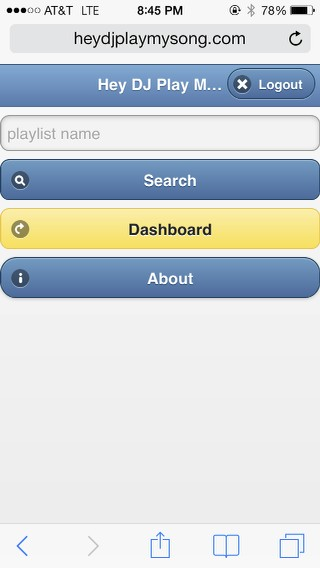 AT&T LTE 8:45 PM 78%
heydjplaymysong.com
Hey DJ Play M... Logout
playlist name
Search
Dashboard
About